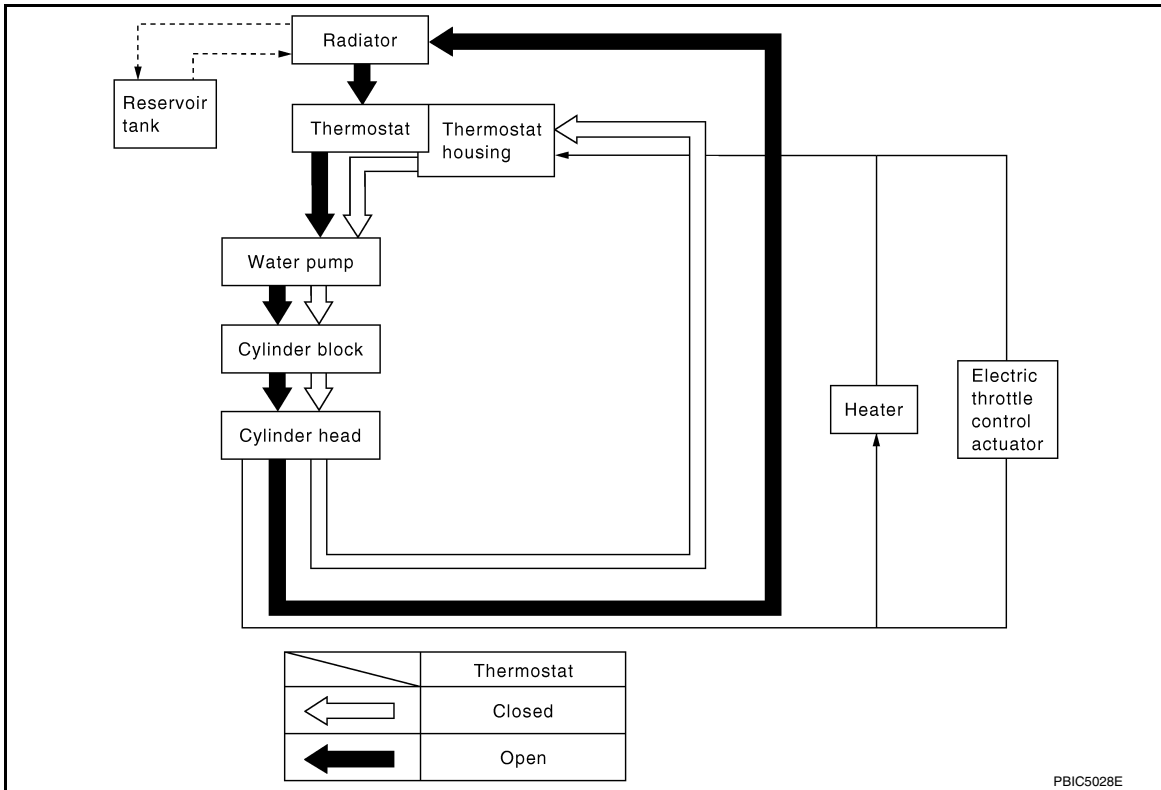 Radiator
Reservoir
tank
Thermostat
Thermostat
housing
Water pump
Cylinder block
Cylinder head
Heater
Electric
throttle
control
actuator
Thermostat
Closed
Open
PBIC5028E